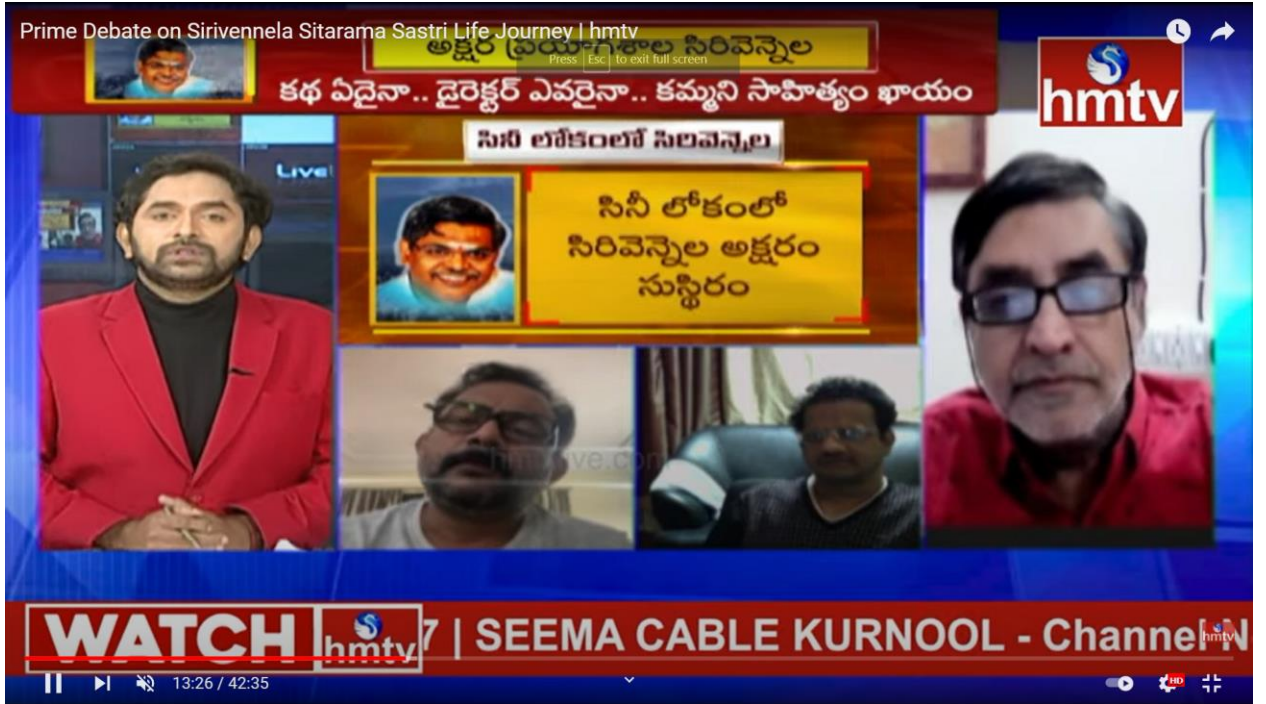 Prime Debate on Sirivennela Sitarama Sastri Life Journey | hmtv
అక్షర ప్రయోగశాల సిరివెన్నెల
Press Esc to exit full screen
కథ ఏదైనా.. డైరెక్టర్ ఎవరైనా.. కమ్మని సాహిత్యం ఖాయం
hmtv
సినీ లోకంలో సిరివెన్నెల
Live
సినీ లోకంలో
సిరివెన్నెల అక్షరం
సుస్థిరం
WATCH hmtv 7 | SEEMA CABLE KURNOOL - Channel N
hmtv
13:26 / 42:35
HD